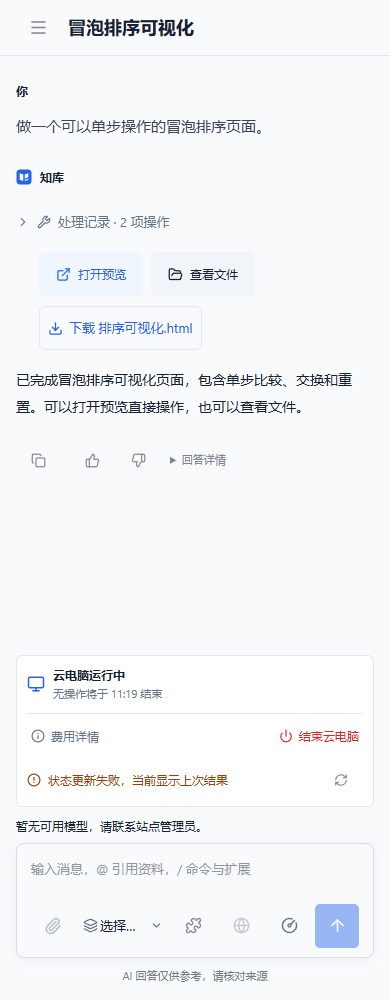 冒泡排序可视化
你
做一个可以单步操作的冒泡排序页面。
知库
处理记录 · 2 项操作
打开预览
查看文件
下载 排序可视化.html
已完成冒泡排序可视化页面，包含单步比较、交换和重
置。可以打开预览直接操作，也可以查看文件。
回答详情
云电脑运行中
无操作将于 11:19 结束
费用详情
结束云电脑
状态更新失败，当前显示上次结果
暂无可用模型，请联系站点管理员。
输入消息，@ 引用资料，/ 命令与扩展
选择...
AI 回答仅供参考，请核对来源